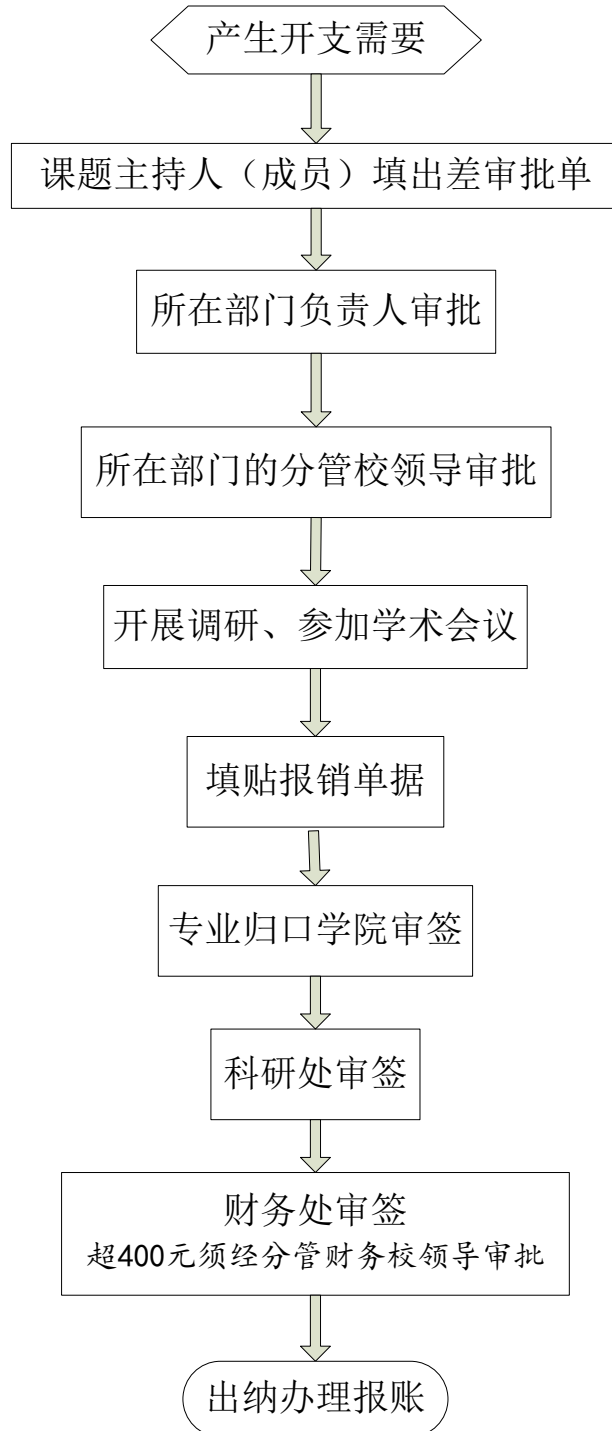 产生开支需要
课题主持人（成员）填出差审批单
所在部门负责人审批
所在部门的分管校领导审批
开展调研、参加学术会议
填贴报销单据
专业归口学院审签
科研处审签
财务处审签
超400元须经分管财务校领导审批
出纳办理报账